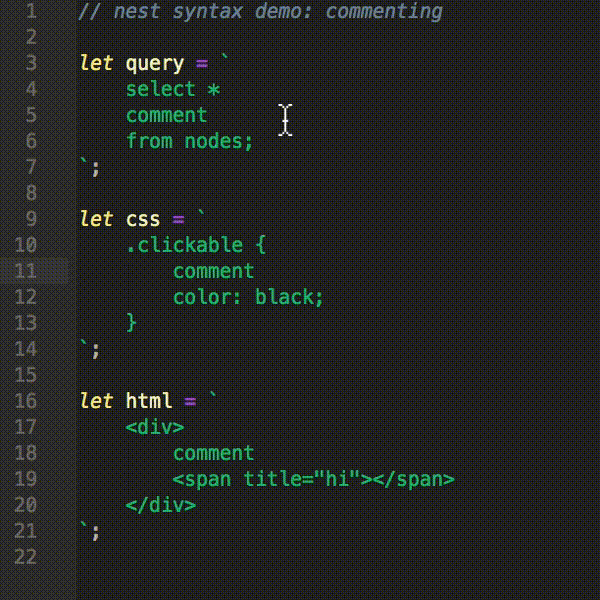 1 // nest syntax demo: commenting
2
3 let query = `
4     select *
5     comment
6     from nodes;
7 `;
8
9 let css = `
10     .clickable {
11         comment
12         color: black;
13     }
14 `;
15
16 let html = `
17     <div>
18         comment
19         <span title="hi"></span>
20     </div>
21 `;
22